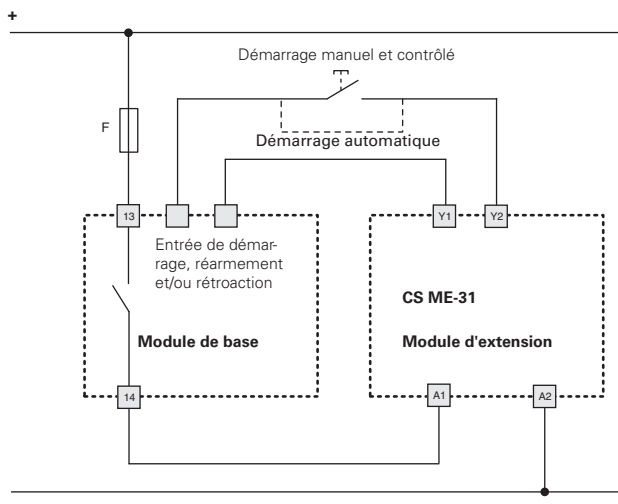 +
Démarrage manuel et contrôlé
F
Démarrage automatique
13
Y1
Y2
Entrée de démar-
rage, réarmement
et/ou rétroaction
CS ME-31
Module de base
Module d'extension
14
A1
A2